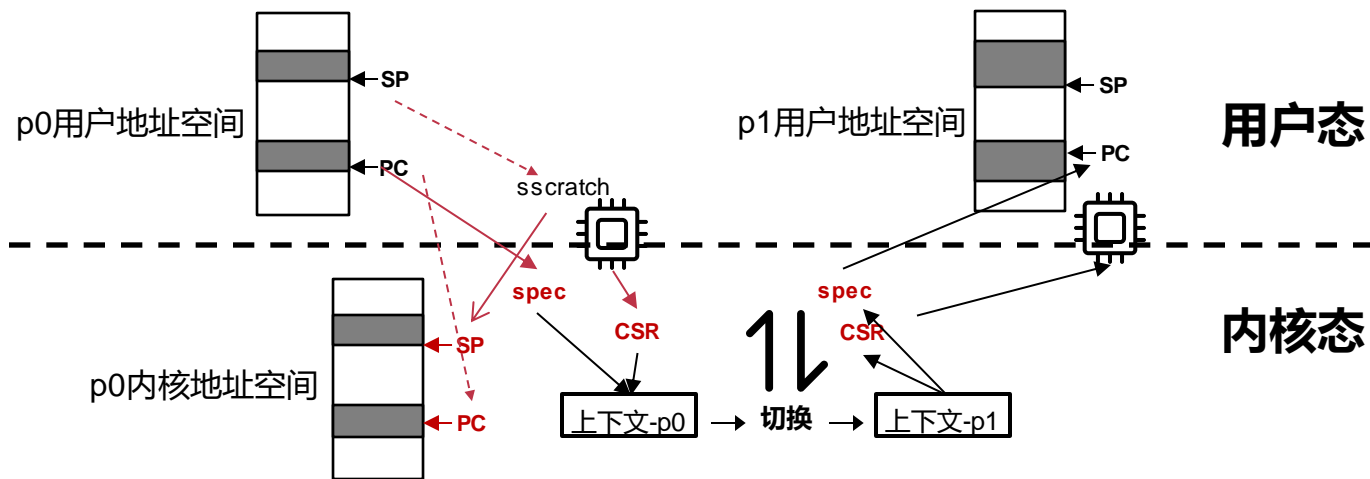 SP
p0用户地址空间
PC
sscratch
SP
p1用户地址空间
PC
用户态
spec
CSR
SP
p0内核地址空间
PC
上下文-p0
切换
spec
CSR
上下文-p1
内核态